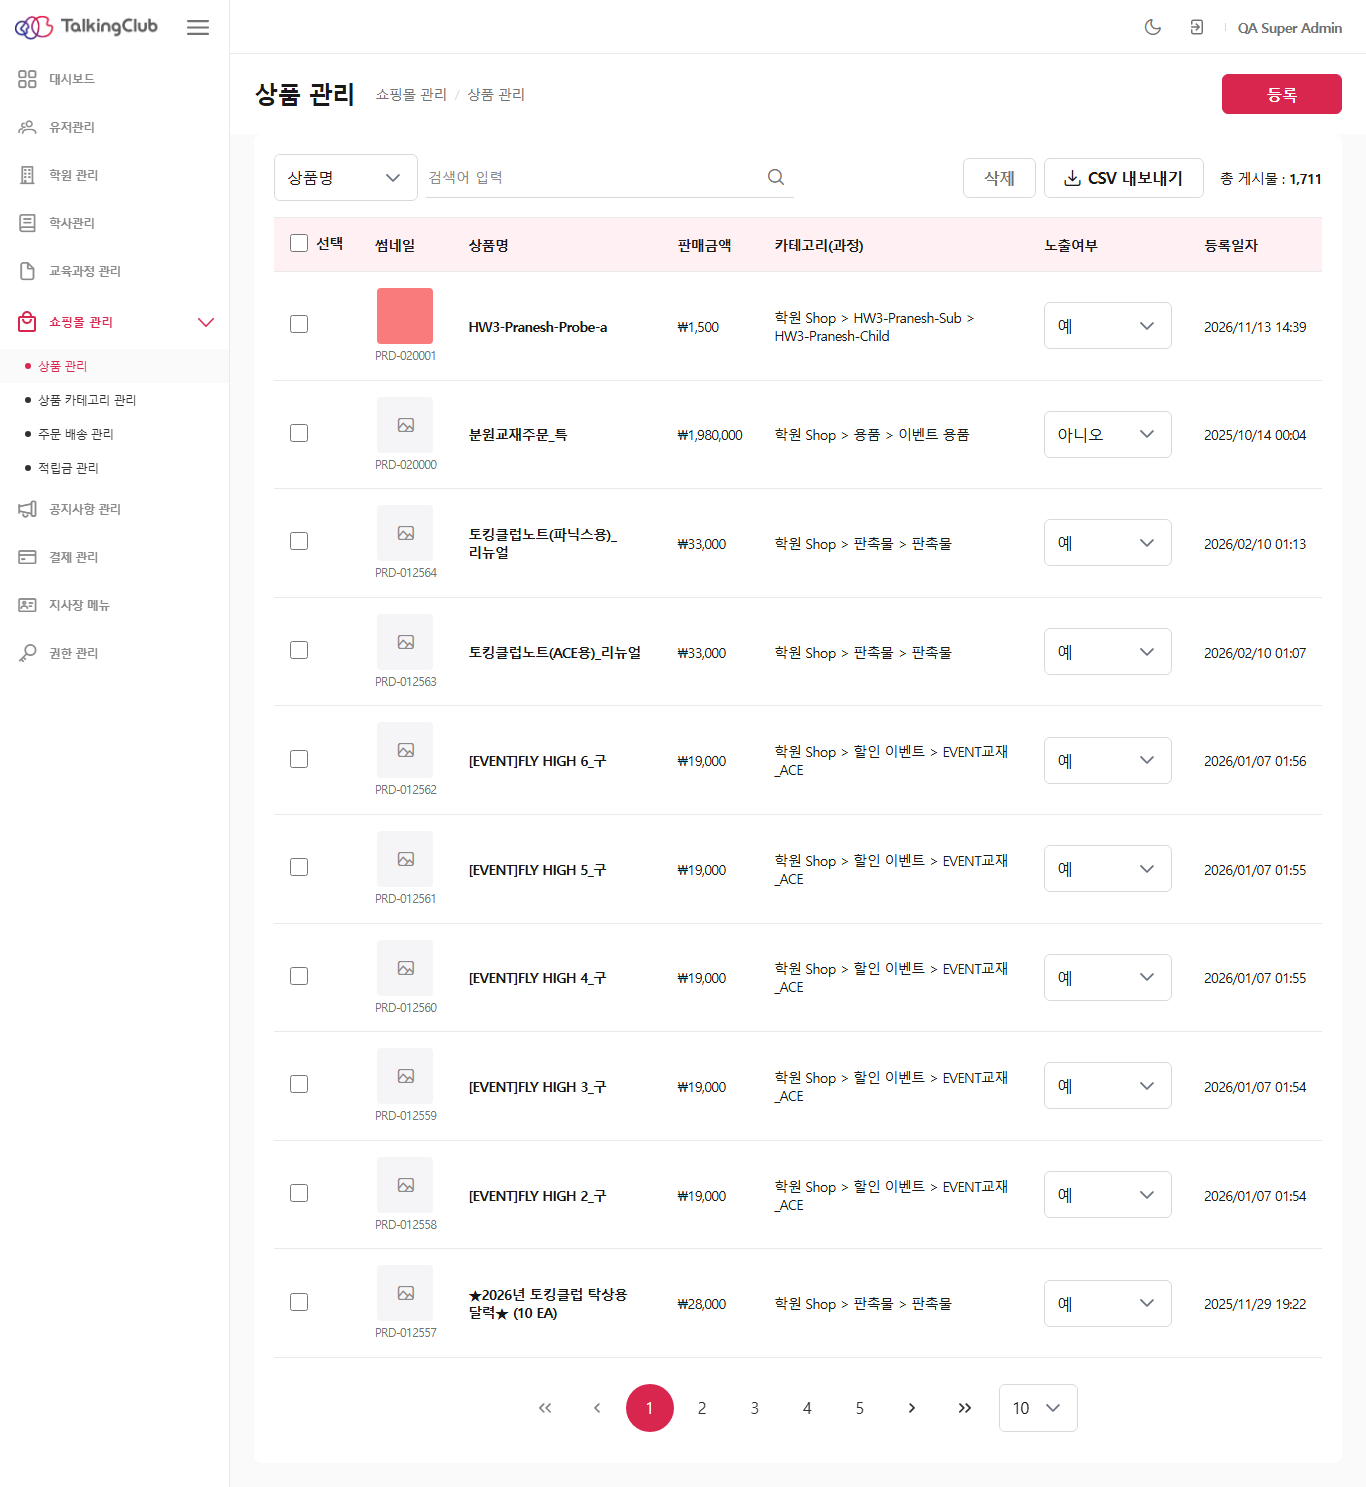 TalkingClub
QA Super Admin
대시보드
유저관리
학원 관리
학사관리
교육과정 관리
쇼핑몰 관리
상품 관리
상품 카테고리 관리
주문 배송 관리
적립금 관리
공지사항 관리
결제 관리
지사장 메뉴
권한 관리
상품 관리 쇼핑몰 관리 / 상품 관리 등록
상품명 검색어 입력 삭제 CSV 내보내기 총 게시물 : 1,711
선택 썸네일 상품명 판매금액 카테고리(과정) 노출여부 등록일자
PRD-020001 HW3-Pranesh-Probe-a ₩1,500 학원 Shop > HW3-Pranesh-Sub >
HW3-Pranesh-Child 예 2026/11/13 14:39
PRD-020000 분원교재주문_특 ₩1,980,000 학원 Shop > 용품 > 이벤트 용품 아니오 2025/10/14 00:04
PRD-012564 토킹클럽노트(파닉스용)_
리뉴얼 ₩33,000 학원 Shop > 판촉물 > 판촉물 예 2026/02/10 01:13
PRD-012563 토킹클럽노트(ACE용)_리뉴얼 ₩33,000 학원 Shop > 판촉물 > 판촉물 예 2026/02/10 01:07
PRD-012562 [EVENT]FLY HIGH 6_구 ₩19,000 학원 Shop > 할인 이벤트 > EVENT교재
_ACE 예 2026/01/07 01:56
PRD-012561 [EVENT]FLY HIGH 5_구 ₩19,000 학원 Shop > 할인 이벤트 > EVENT교재
_ACE 예 2026/01/07 01:55
PRD-012560 [EVENT]FLY HIGH 4_구 ₩19,000 학원 Shop > 할인 이벤트 > EVENT교재
_ACE 예 2026/01/07 01:55
PRD-012559 [EVENT]FLY HIGH 3_구 ₩19,000 학원 Shop > 할인 이벤트 > EVENT교재
_ACE 예 2026/01/07 01:54
PRD-012558 [EVENT]FLY HIGH 2_구 ₩19,000 학원 Shop > 할인 이벤트 > EVENT교재
_ACE 예 2026/01/07 01:54
PRD-012557 ★2026년 토킹클럽 탁상용
달력★ (10 EA) ₩28,000 학원 Shop > 판촉물 > 판촉물 예 2025/11/29 19:22
1 2 3 4 5 10